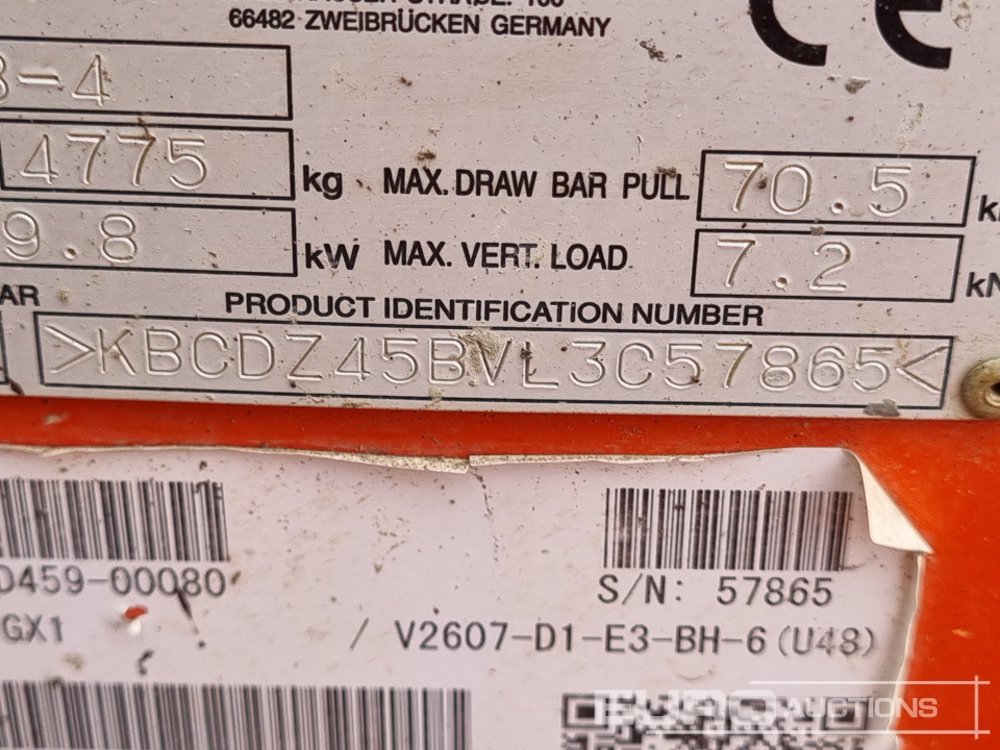 66482 ZWEIBRÜCKEN GERMANY
CE
-4
4775 kg MAX. DRAW BAR PULL 70.5
9.8 kW MAX. VERT. LOAD 7.2 kN
PRODUCT IDENTIFICATION NUMBER
>KBCDZ45BVL3C57865<
D459-00080
S/N: 57865
GX1 / V2607-D1-E3-BH-6 (U48)
EURO AUCTIONS